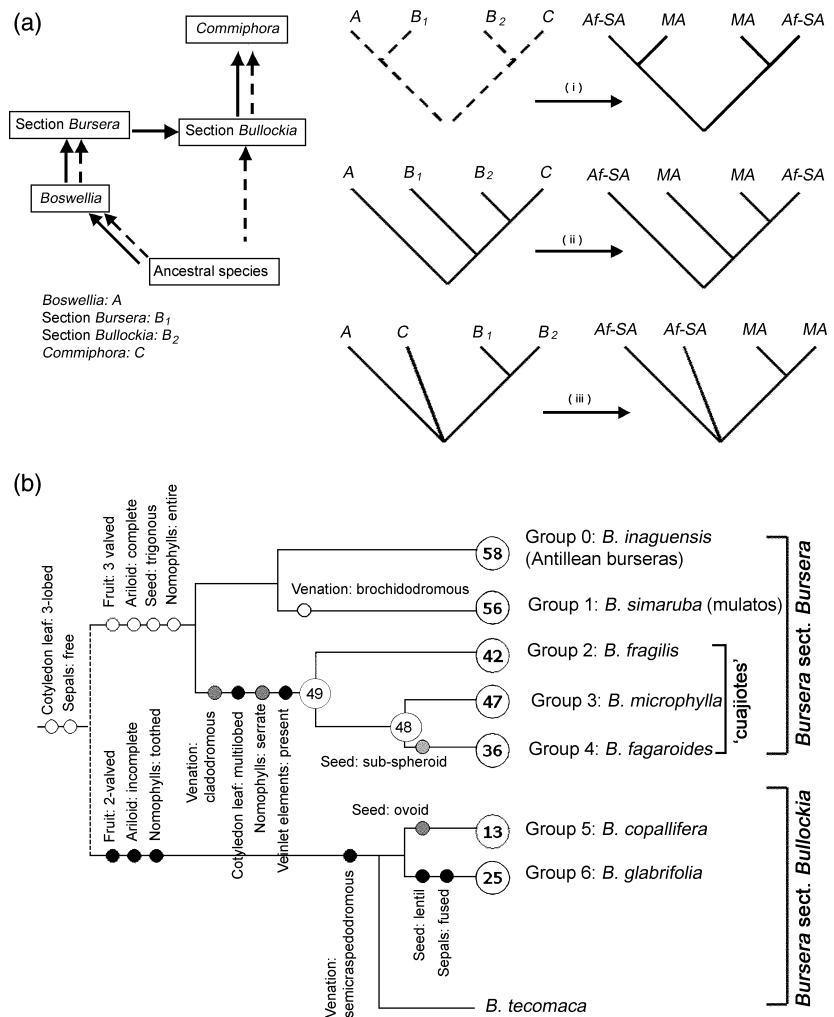 (a)
Commiphora
Section Bursera
Section Bullockia
Boswellia
Ancestral species
Boswellia: A
Section Bursera: B1
Section Bullockia: B2
Commiphora: C
A B1 B2 C
( i )
Af-SA MA MA Af-SA
A B1 B2 C
( ii )
Af-SA MA MA Af-SA
A C B1 B2
( iii )
Af-SA Af-SA MA MA
(b)
Cotyledon leaf: 3-lobed
Sepals: free
Fruit: 3 valved
Ariloid: complete
Seed: trigonous
Nomophylls: entire
Fruit: 2-valved
Ariloid: incomplete
Nomophylls: toothed
Venation:
cladodromous
Cotyledon leaf: multilobed
Nomophylls: serrate
Veinlet elements: present
Venation: brochidodromous
49
48
Seed: sub-spheroid
Venation:
semicraspedodromous
Seed: ovoid
Seed: lentil
Sepals: fused
58 Group 0: B. inaguensis
(Antillean burseras)
56 Group 1: B. simaruba (mulatos)
42 Group 2: B. fragilis
47 Group 3: B. microphylla
36 Group 4: B. fagaroides
13 Group 5: B. copallifera
25 Group 6: B. glabrifolia
B. tecomaca
'cuajiotes'
Bursera sect. Bursera
Bursera sect. Bullockia